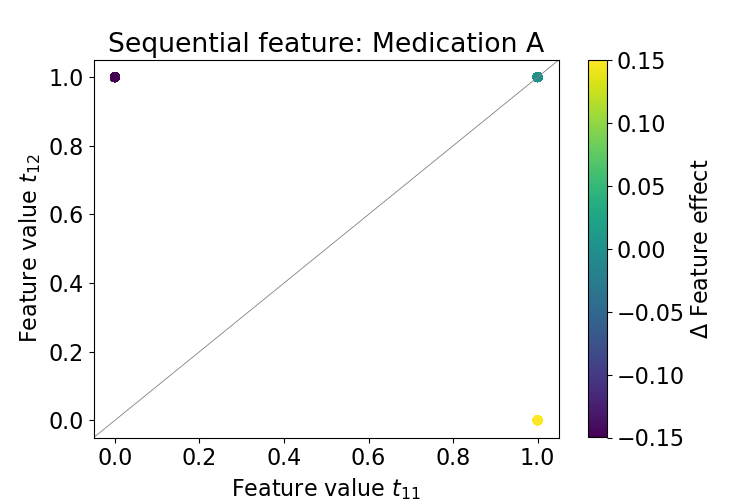 Sequential feature: Medication A
1.0
0.8
0.6
0.4
0.2
0.0
Feature value t₁₂
0.0 0.2 0.4 0.6 0.8 1.0
Feature value t₁₁
0.15
0.10
0.05
0.00
−0.05
−0.10
−0.15
Δ Feature effect